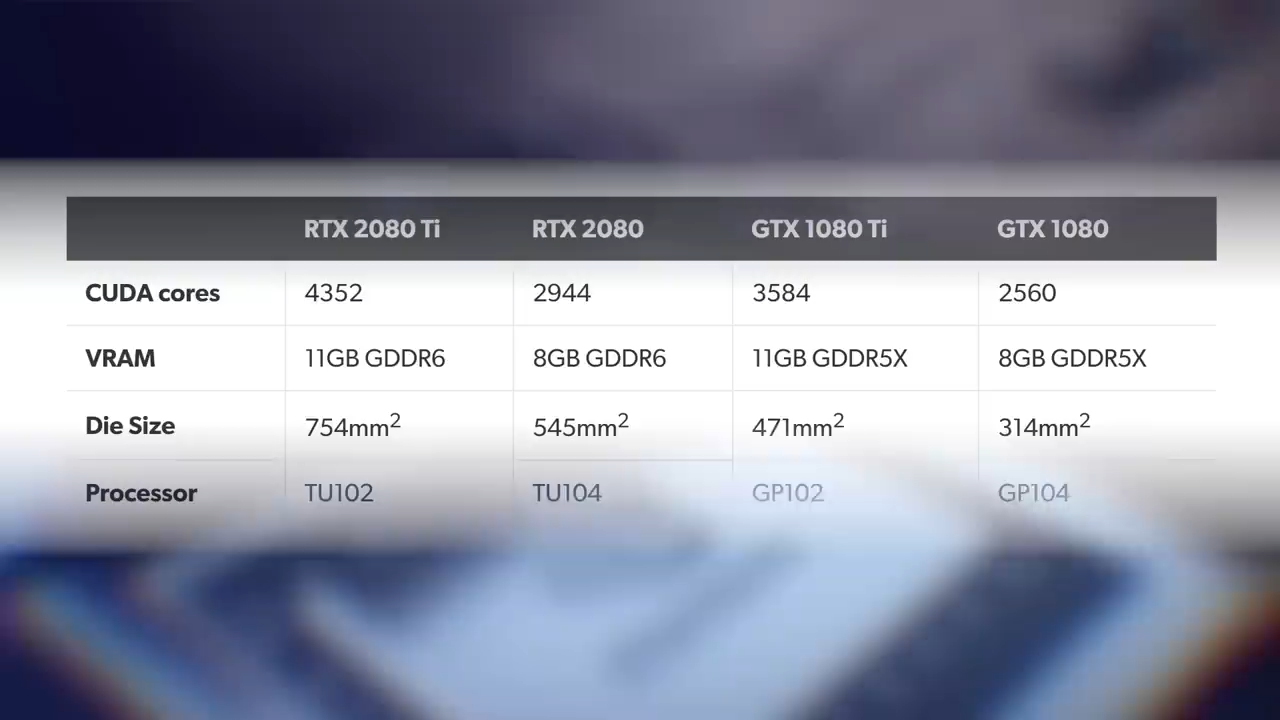 RTX 2080 Ti RTX 2080 GTX 1080 Ti GTX 1080
CUDA cores 4352 2944 3584 2560
VRAM 11GB GDDR6 8GB GDDR6 11GB GDDR5X 8GB GDDR5X
Die Size 754mm² 545mm² 471mm² 314mm²
Processor TU102 TU104 GP102 GP104